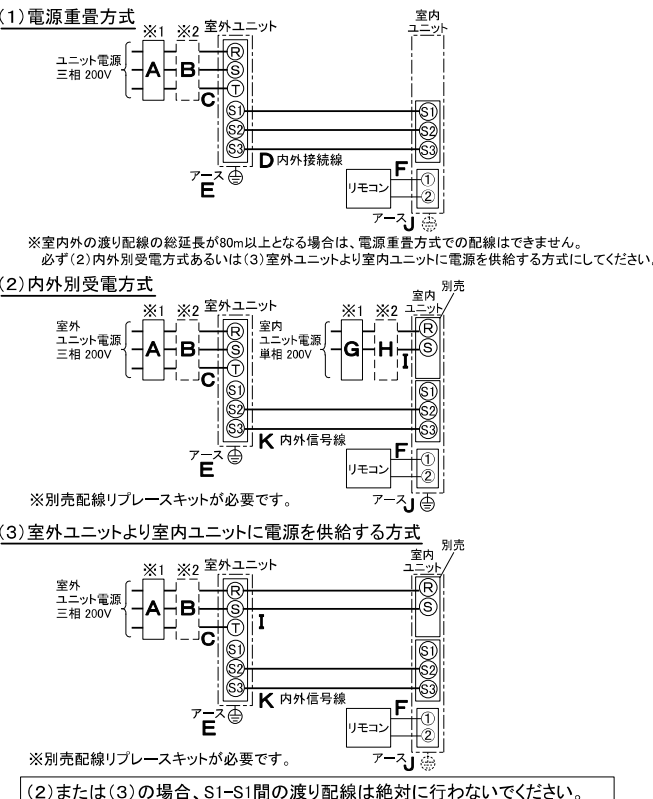 (1)電源重畳方式
※1 ※2 室外ユニット
室内
ユニット
ユニット電源
三相 200V
A B C
R
S
T
S1
S2
S3
S1
S2
S3
D 内外接続線
アース
E
F
リモコン
①
②
アース J
※室内外の渡り配線の総延長が80m以上となる場合は、電源重畳方式での配線はできません。
必ず(2)内外別受電方式あるいは(3)室外ユニットより室内ユニットに電源を供給する方式にしてください。
(2)内外別受電方式
※1 ※2 室外ユニット
※1 ※2
室内
ユニット
別売
室外
ユニット電源
三相 200V
A B C
R
S
T
S1
S2
S3
室内
ユニット電源
単相 200V
G H I
R
S
S1
S2
S3
K 内外信号線
アース
E
F
リモコン
①
②
アース J
※別売配線リプレースキットが必要です。
(3)室外ユニットより室内ユニットに電源を供給する方式
※1 ※2 室外ユニット
室内
ユニット
別売
室外
ユニット電源
三相 200V
A B C
R
S
T
S1
S2
S3
I
R
S
S1
S2
S3
K 内外信号線
アース
E
F
リモコン
①
②
アース J
※別売配線リプレースキットが必要です。
(2)または(3)の場合、S1-S1間の渡り配線は絶対に行わないでください。